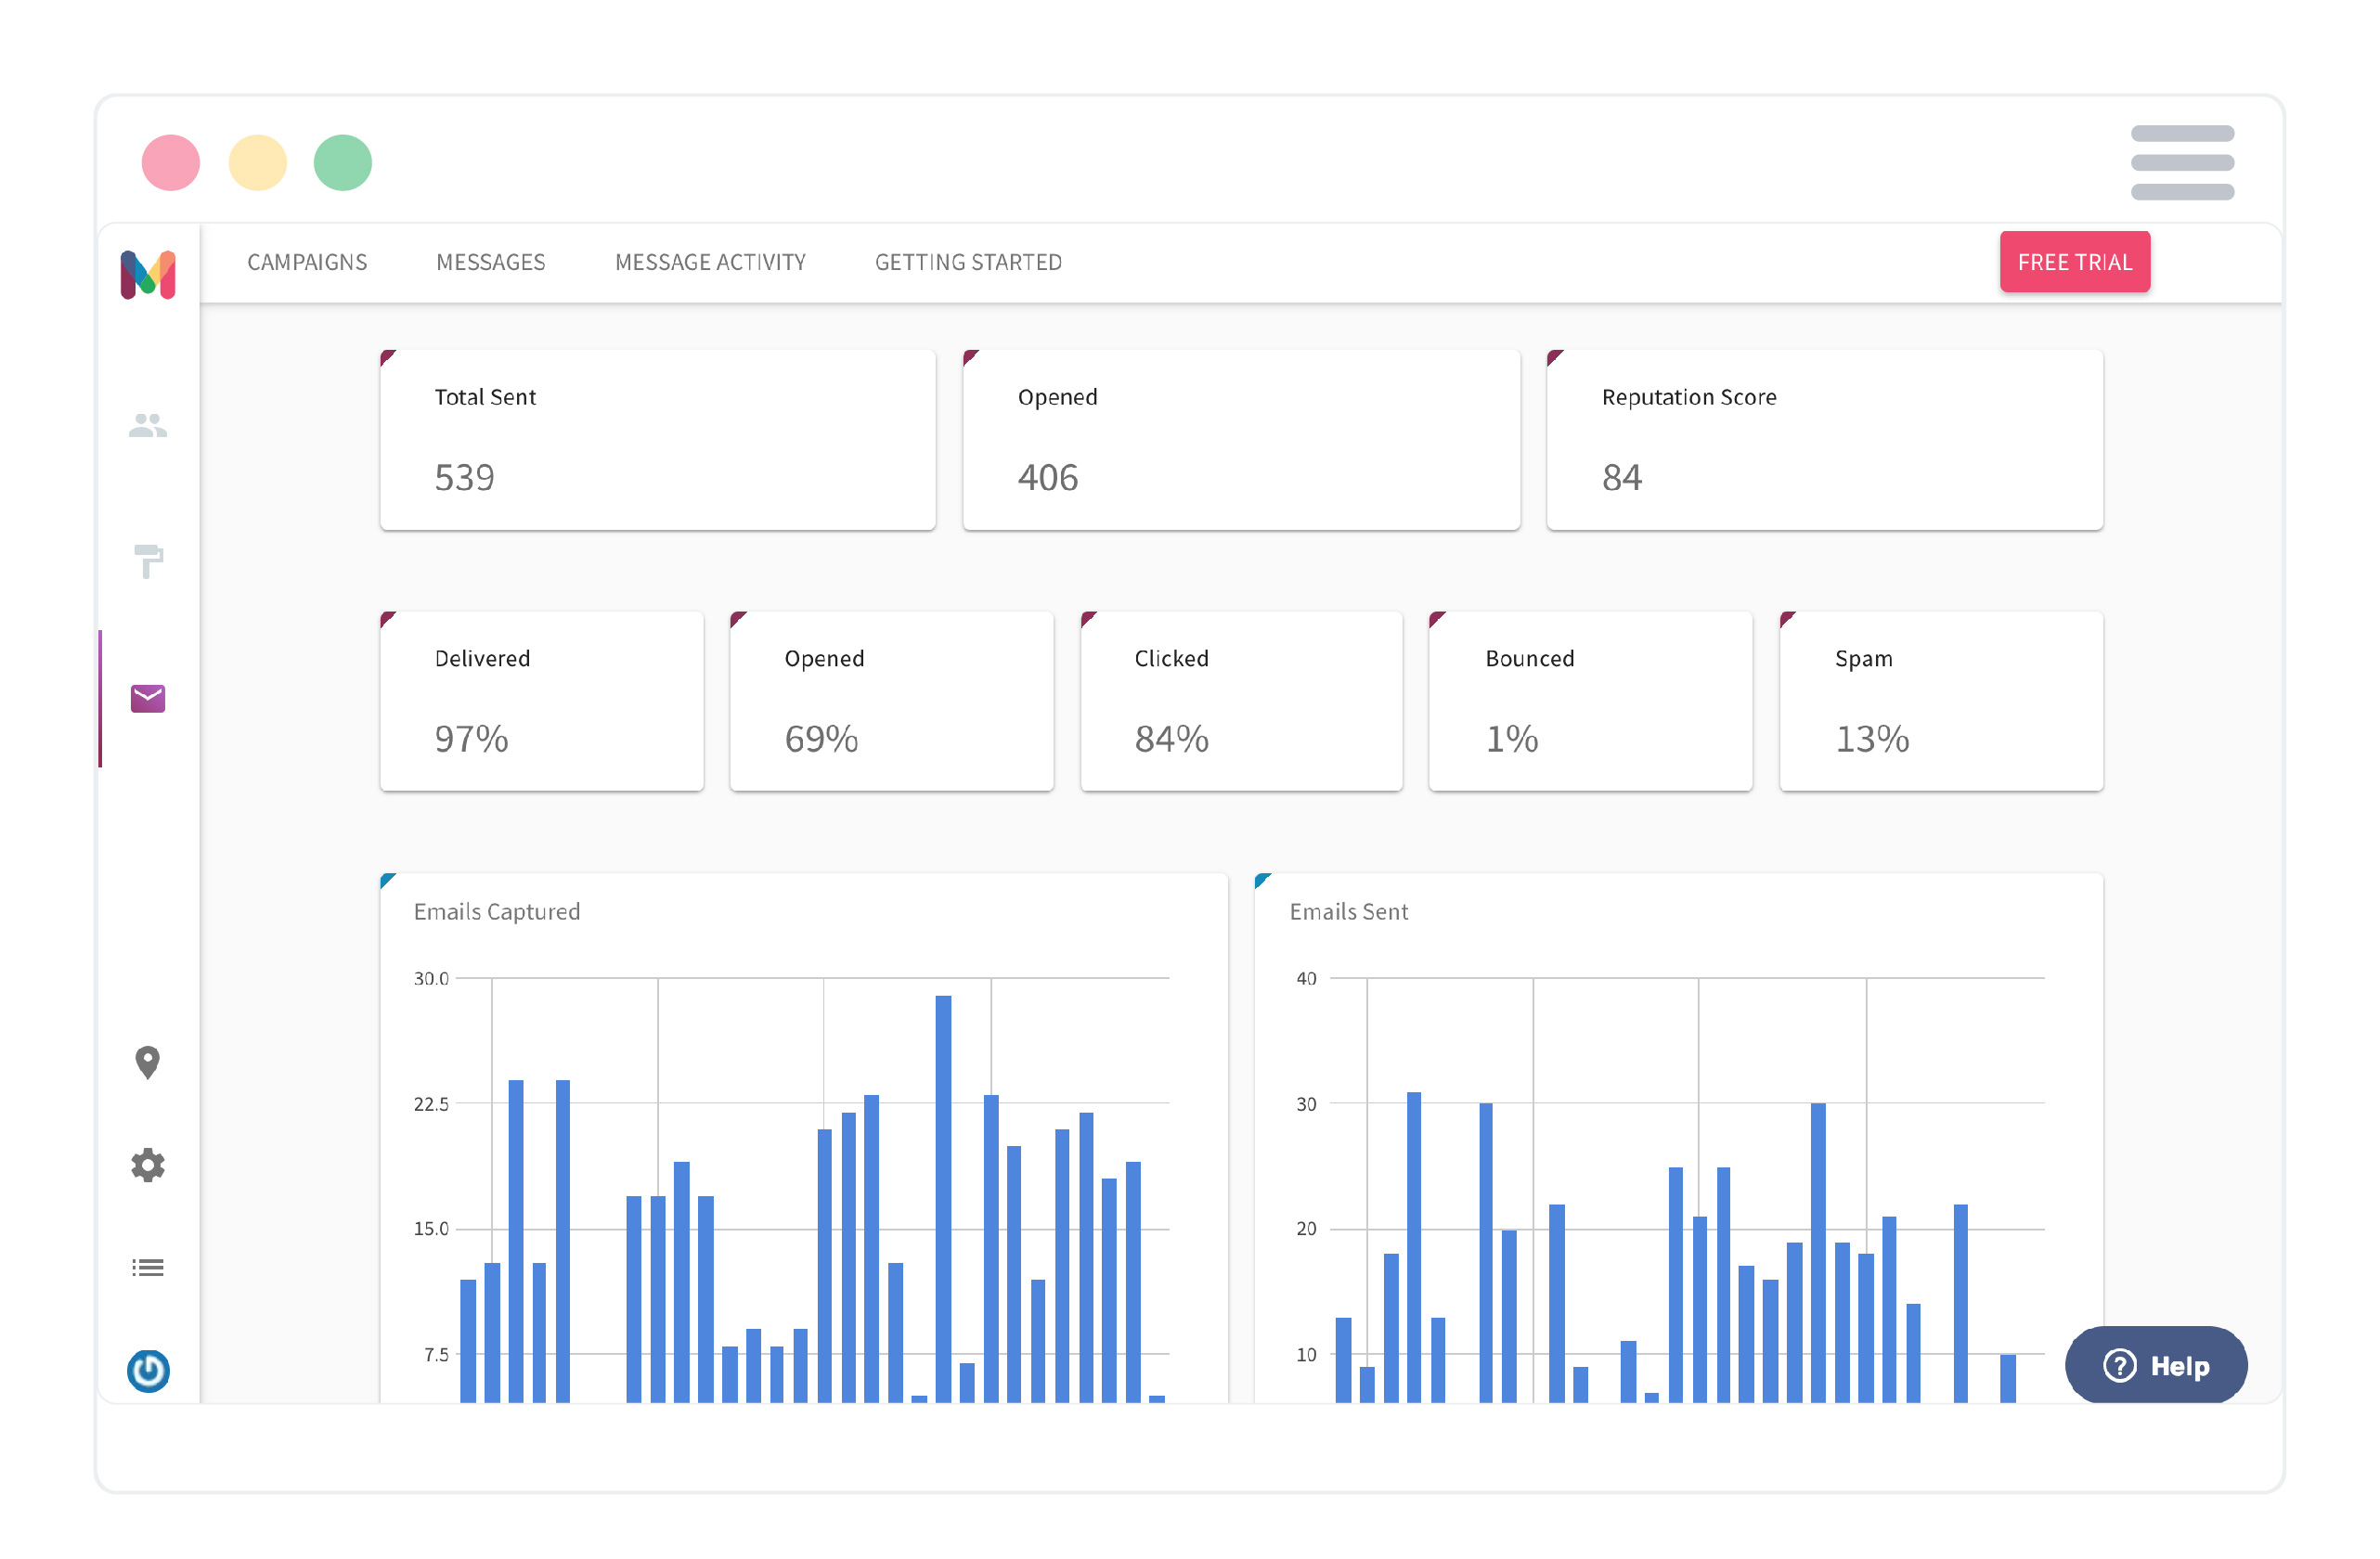 CAMPAIGNS MESSAGES MESSAGE ACTIVITY GETTING STARTED FREE TRIAL
Total Sent Opened Reputation Score
539 406 84
Delivered Opened Clicked Bounced Spam
97% 69% 84% 1% 13%
Emails Captured Emails Sent
30.0 40
22.5 30
15.0 20
7.5 10
? Help